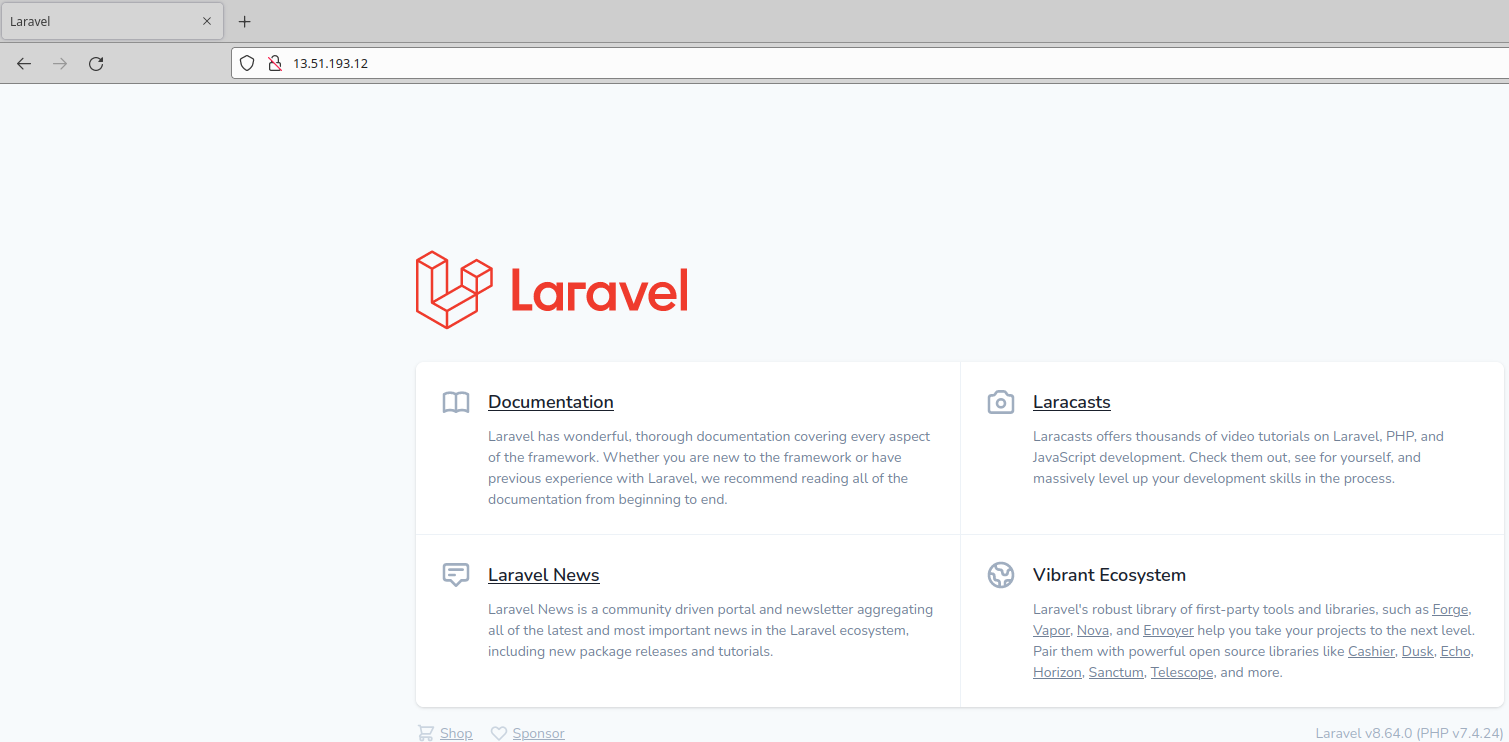 Laravel
13.51.193.12
Laravel
Documentation
Laravel has wonderful, thorough documentation covering every aspect
of the framework. Whether you are new to the framework or have
previous experience with Laravel, we recommend reading all of the
documentation from beginning to end.
Laracasts
Laracasts offers thousands of video tutorials on Laravel, PHP, and
JavaScript development. Check them out, see for yourself, and
massively level up your development skills in the process.
Laravel News
Laravel News is a community driven portal and newsletter aggregating
all of the latest and most important news in the Laravel ecosystem,
including new package releases and tutorials.
Vibrant Ecosystem
Laravel's robust library of first-party tools and libraries, such as Forge,
Vapor, Nova, and Envoyer help you take your projects to the next level.
Pair them with powerful open source libraries like Cashier, Dusk, Echo,
Horizon, Sanctum, Telescope, and more.
Shop Sponsor
Laravel v8.64.0 (PHP v7.4.24)